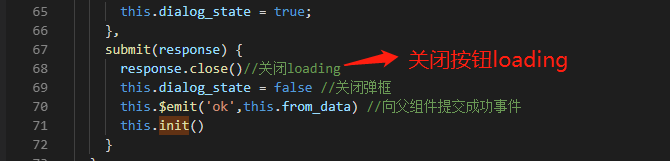 65 this.dialog_state = true;
66 },
67 submit(response) {
68 response.close()//关闭loading
关闭按钮loading
69 this.dialog_state = false //关闭弹框
70 this.$emit('ok',this.from_data) //向父组件提交成功事件
71 this.init()
72 }